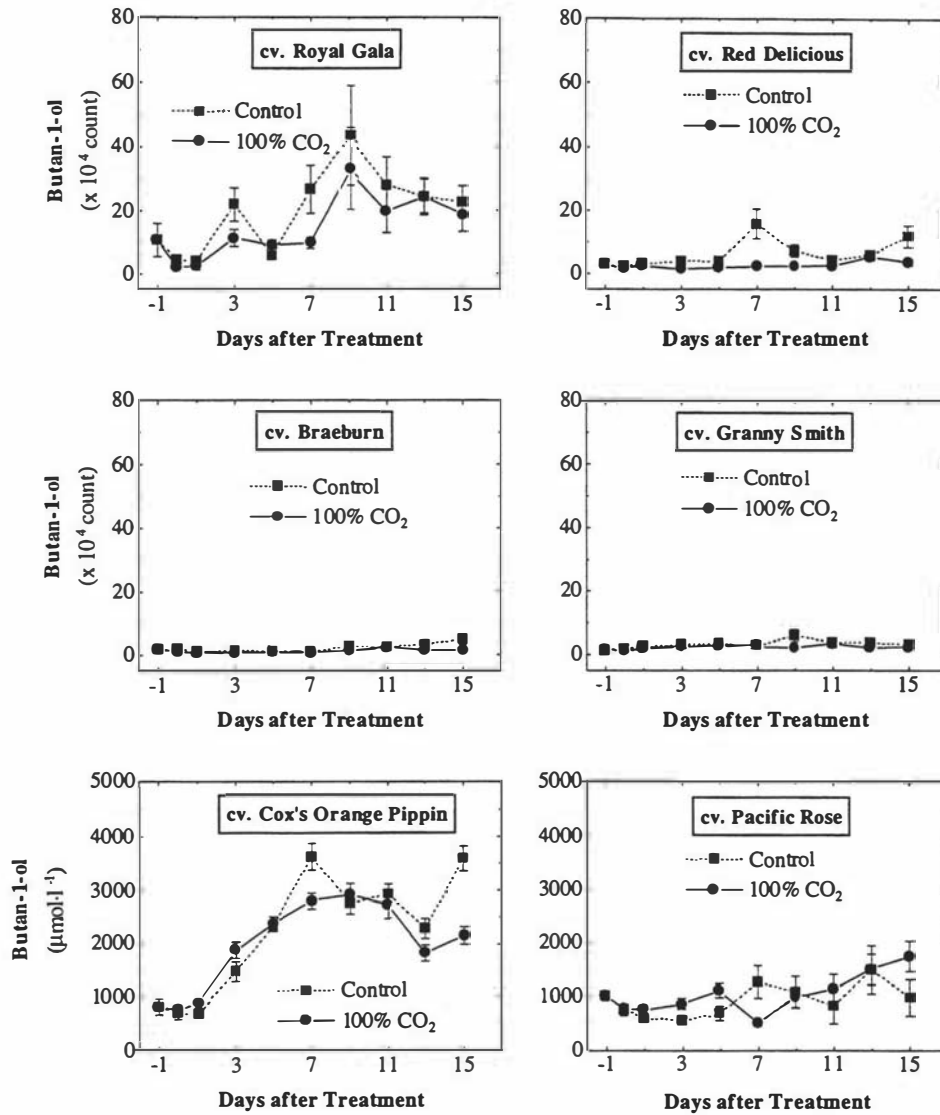 cv. Royal Gala
Control
100% CO₂
Butan-1-ol
(x 10⁴ count)
80
60
40
20
0
-1 3 7 11 15
Days after Treatment
cv. Red Delicious
Control
100% CO₂
80
60
40
20
0
-1 3 7 11 15
Days after Treatment
cv. Braeburn
Control
100% CO₂
Butan-1-ol
(x 10⁴ count)
80
60
40
20
0
-1 3 7 11 15
Days after Treatment
cv. Granny Smith
Control
100% CO₂
80
60
40
20
0
-1 3 7 11 15
Days after Treatment
cv. Cox's Orange Pippin
Control
100% CO₂
Butan-1-ol
(μmol·l⁻¹)
5000
4000
3000
2000
1000
0
-1 3 7 11 15
Days after Treatment
cv. Pacific Rose
Control
100% CO₂
5000
4000
3000
2000
1000
0
-1 3 7 11 15
Days after Treatment